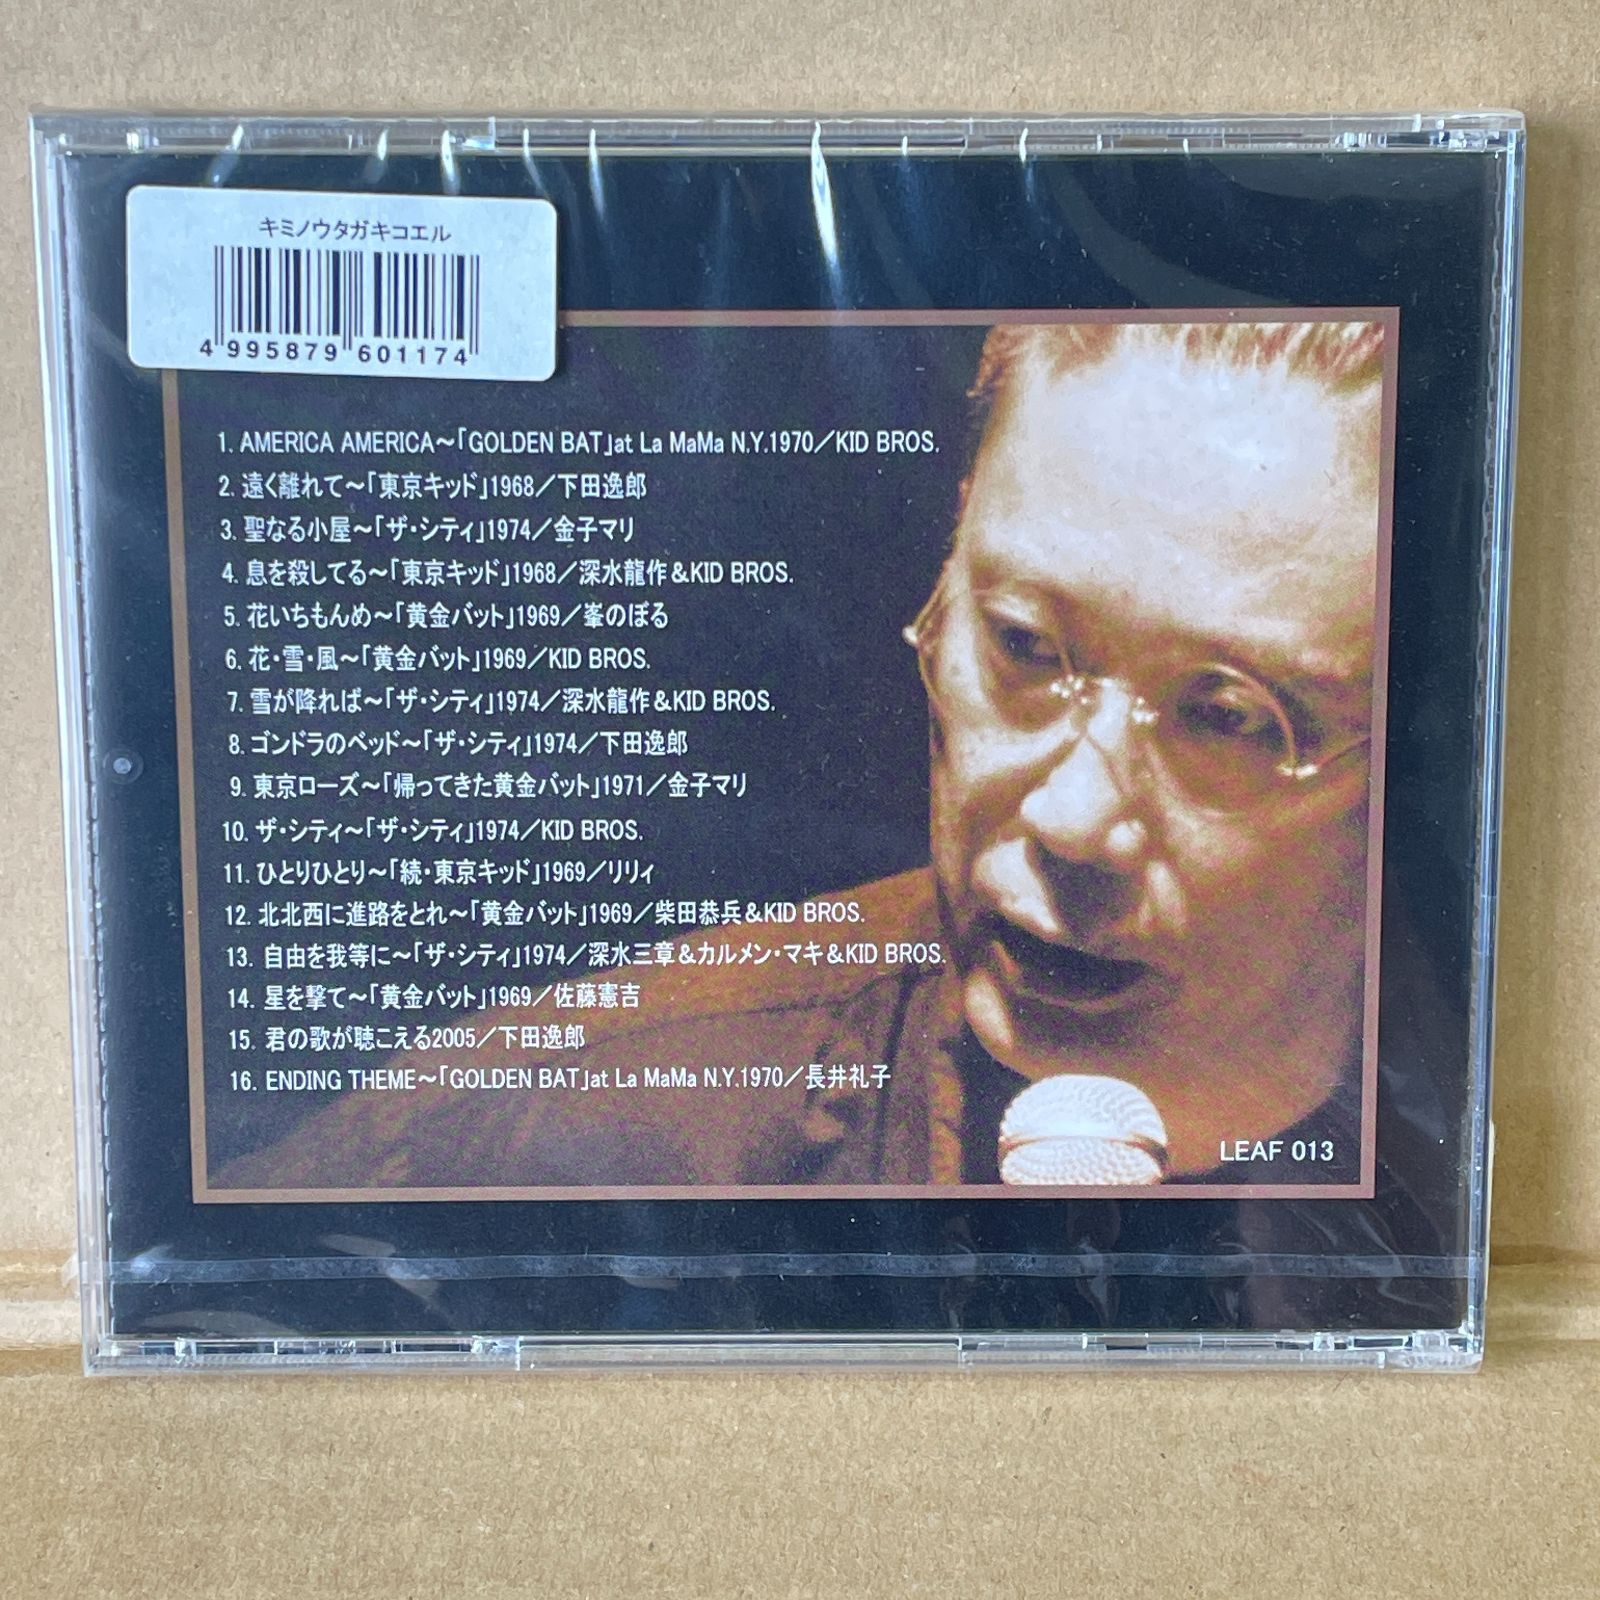 キミノウタガキコエル
4 995879 601174
1. AMERICA AMERICA〜「GOLDEN BAT」at La MaMa N.Y.1970／KID BROS.
2. 遠く離れて〜「東京キッド」1968／下田逸郎
3. 聖なる小屋〜「ザ・シティ」1974／金子マリ
4. 息を殺してる〜「東京キッド」1968／深水龍作＆KID BROS.
5. 花いちもんめ〜「黄金バット」1969／峯のぼる
6. 花・雪・風〜「黄金バット」1969／KID BROS.
7. 雪が降れば〜「ザ・シティ」1974／深水龍作＆KID BROS.
8. ゴンドラのベッド〜「ザ・シティ」1974／下田逸郎
9. 東京ローズ〜「帰ってきた黄金バット」1971／金子マリ
10. ザ・シティ〜「ザ・シティ」1974／KID BROS.
11. ひとりひとり〜「続・東京キッド」1969／リリィ
12. 北北西に進路をとれ〜「黄金バット」1969／柴田恭兵＆KID BROS.
13. 自由を我等に〜「ザ・シティ」1974／深水三章＆カルメン・マキ＆KID BROS.
14. 星を撃て〜「黄金バット」1969／佐藤憲吉
15. 君の歌が聴こえる2005／下田逸郎
16. ENDING THEME〜「GOLDEN BAT」at La MaMa N.Y.1970／長井礼子
LEAF 013